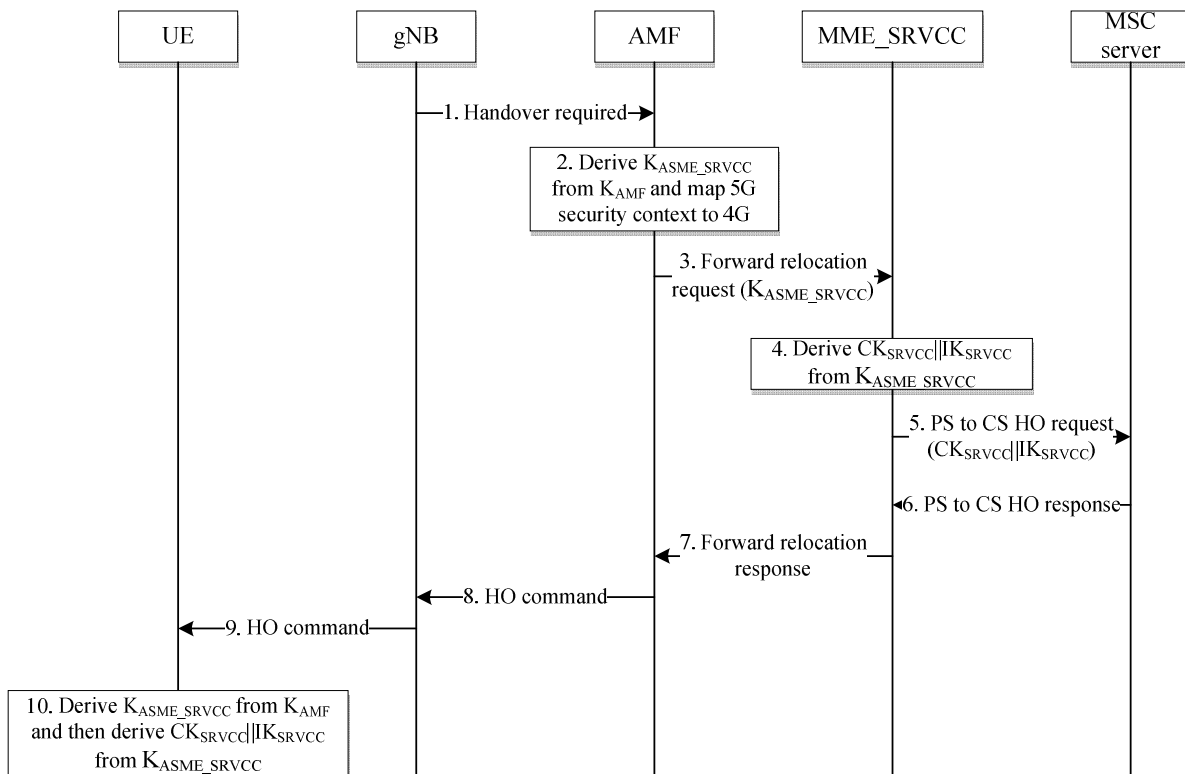 UE
gNB
AMF
MME_SRVCC
MSC
server
1. Handover required
2. Derive KASME_SRVCC
from KAMF and map 5G
security context to 4G
3. Forward relocation
request (KASME_SRVCC)
4. Derive CKSRVCC||IKSRVCC
from KASME_SRVCC
5. PS to CS HO request
(CKSRVCC||IKSRVCC)
6. PS to CS HO response
7. Forward relocation
response
8. HO command
9. HO command
10. Derive KASME_SRVCC from KAMF
and then derive CKSRVCC||IKSRVCC
from KASME_SRVCC